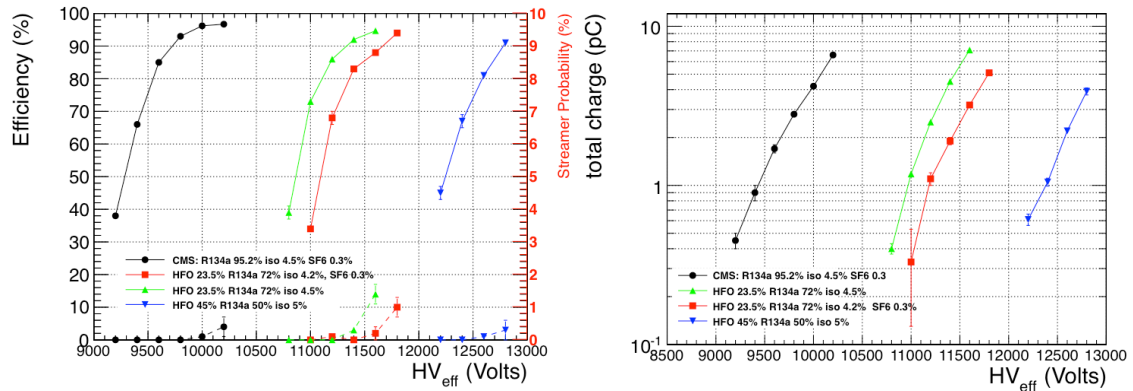 Efficiency (%)
100
90
80
70
60
50
40
30
20
10
0
10
9
8
7
6
5
4
3
2
1
0
Streamer Probability (%)
CMS: R134a 95.2% iso 4.5% SF6 0.3%
HFO 23.5% R134a 72% iso 4.2%, SF6 0.3%
HFO 23.5% R134a 72% iso 4.5%
HFO 45% R134a 50% iso 5%
9000 9500 10000 10500 11000 11500 12000 12500 13000
HVeff (Volts)
total charge (pC)
10
1
10-1
CMS: R134a 95.2% iso 4.5% SF6 0.3
HFO 23.5% R134a 72% iso 4.5%
HFO 23.5% R134a 72% iso 4.2% SF6 0.3%
HFO 45% R134a 50% iso 5%
8500 9000 9500 10000 10500 11000 11500 12000 12500 13000
HVeff (Volts)